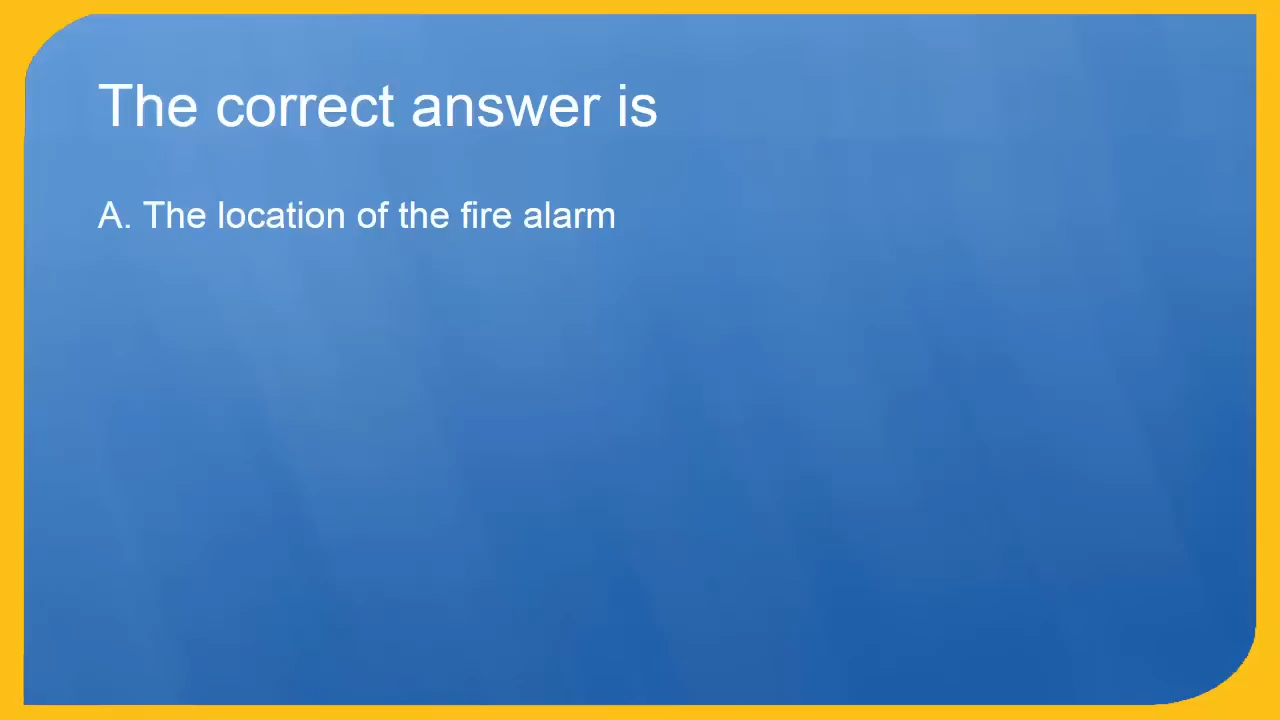 The correct answer is
A. The location of the fire alarm